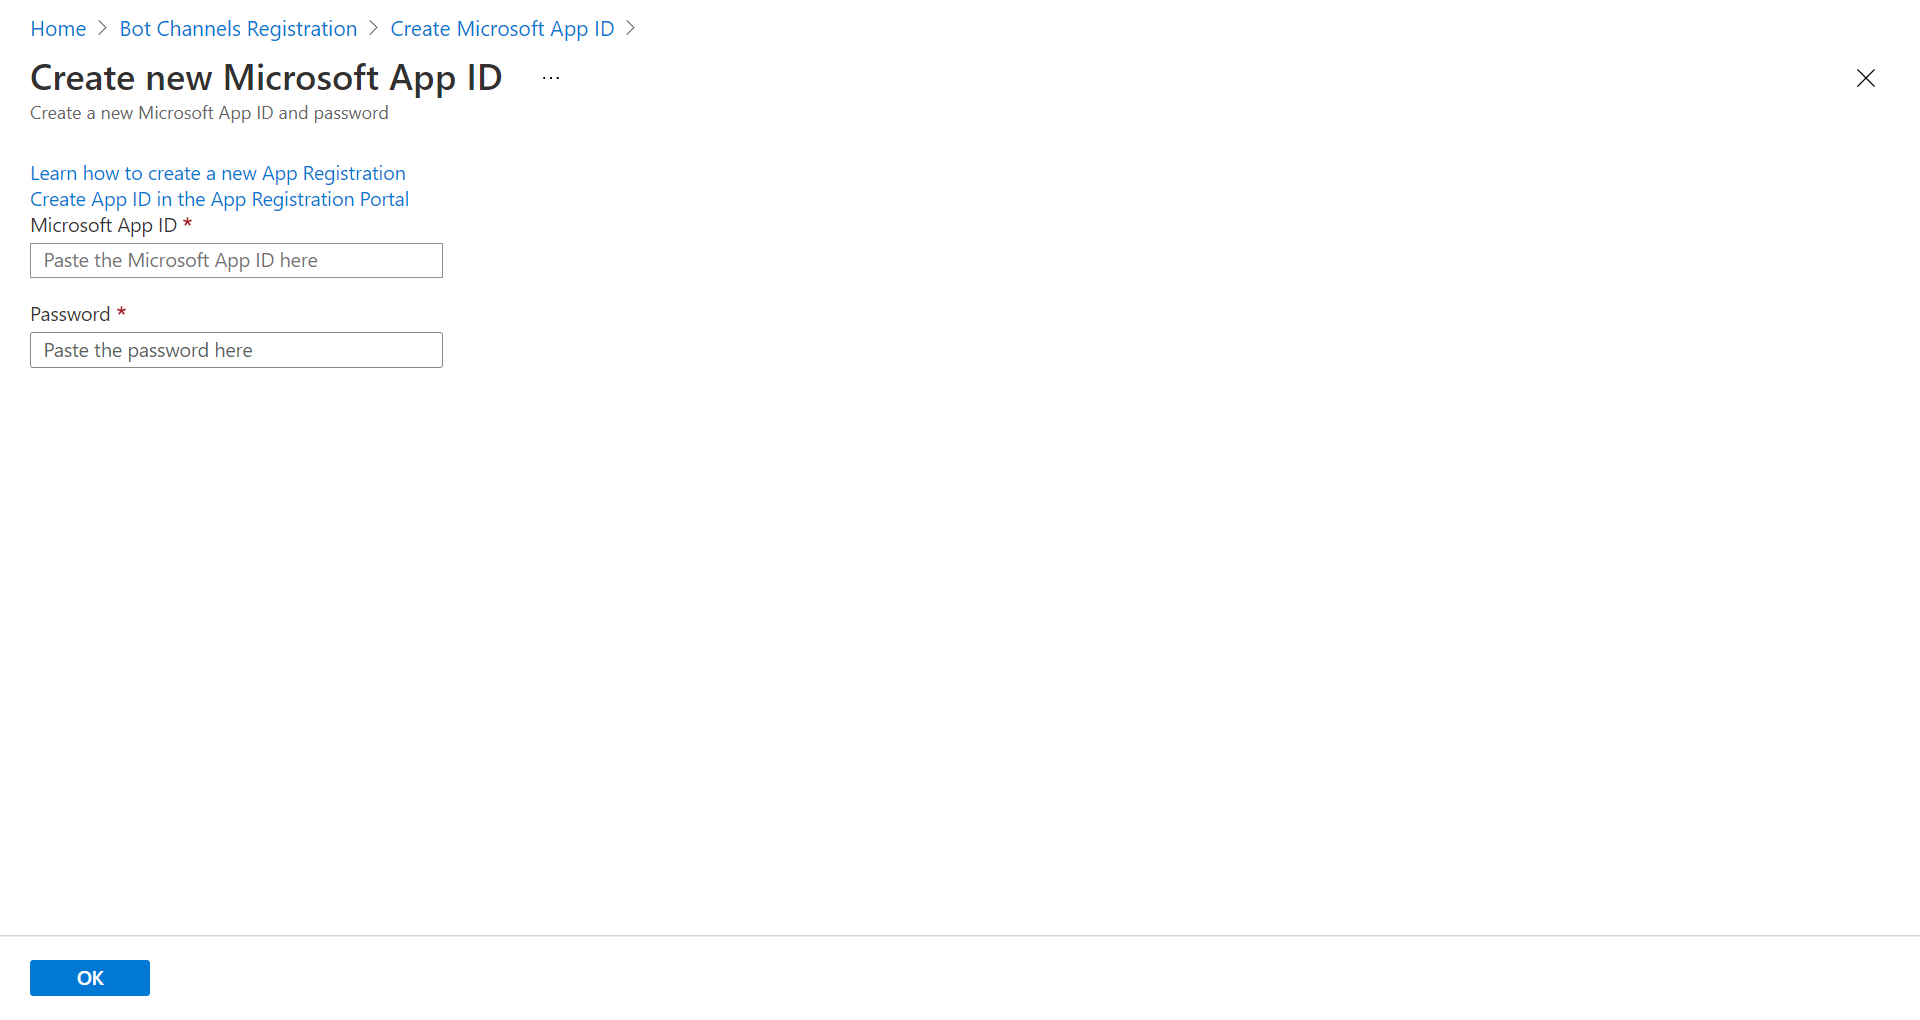 Home > Bot Channels Registration > Create Microsoft App ID >
Create new Microsoft App ID ...
Create a new Microsoft App ID and password
Learn how to create a new App Registration
Create App ID in the App Registration Portal
Microsoft App ID *
Paste the Microsoft App ID here
Password *
Paste the password here
OK